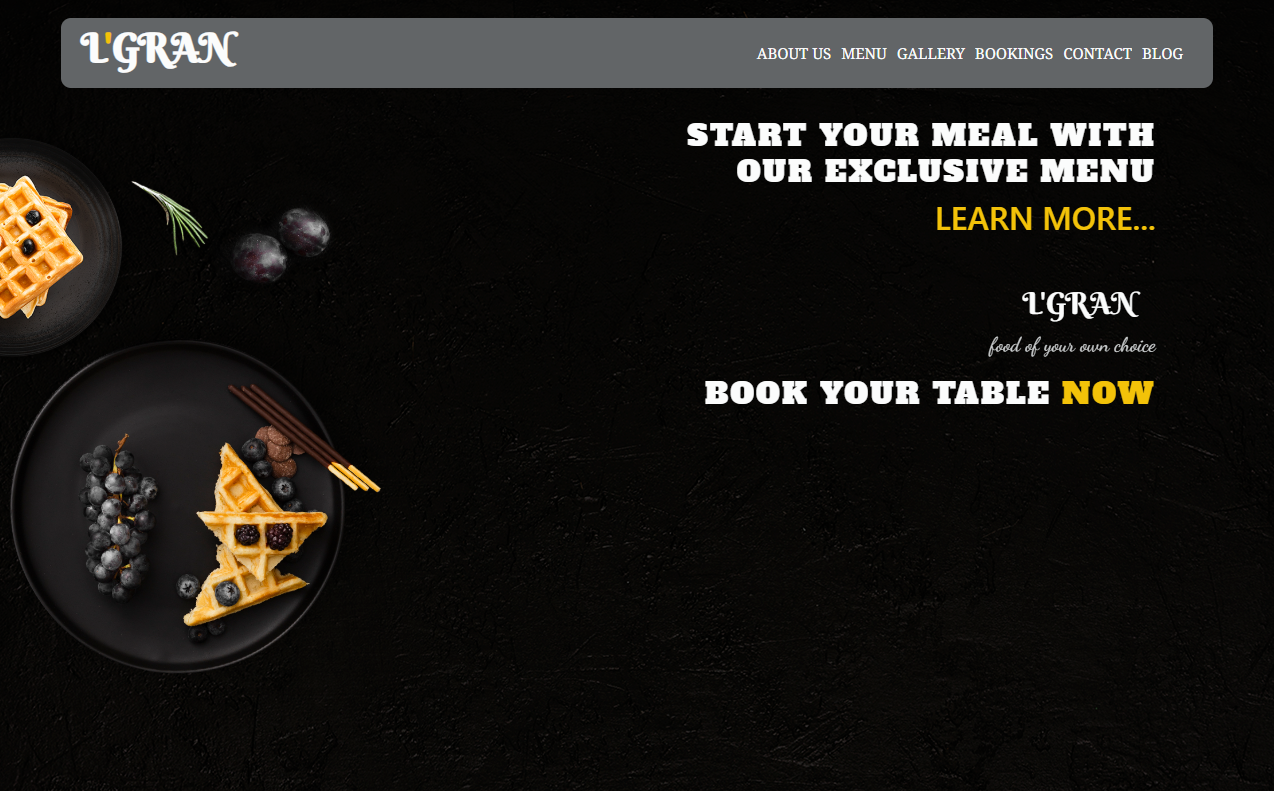 L'GRAN
ABOUT US MENU GALLERY BOOKINGS CONTACT BLOG
START YOUR MEAL WITH
OUR EXCLUSIVE MENU
LEARN MORE...
L'GRAN
food of your own choice
BOOK YOUR TABLE NOW